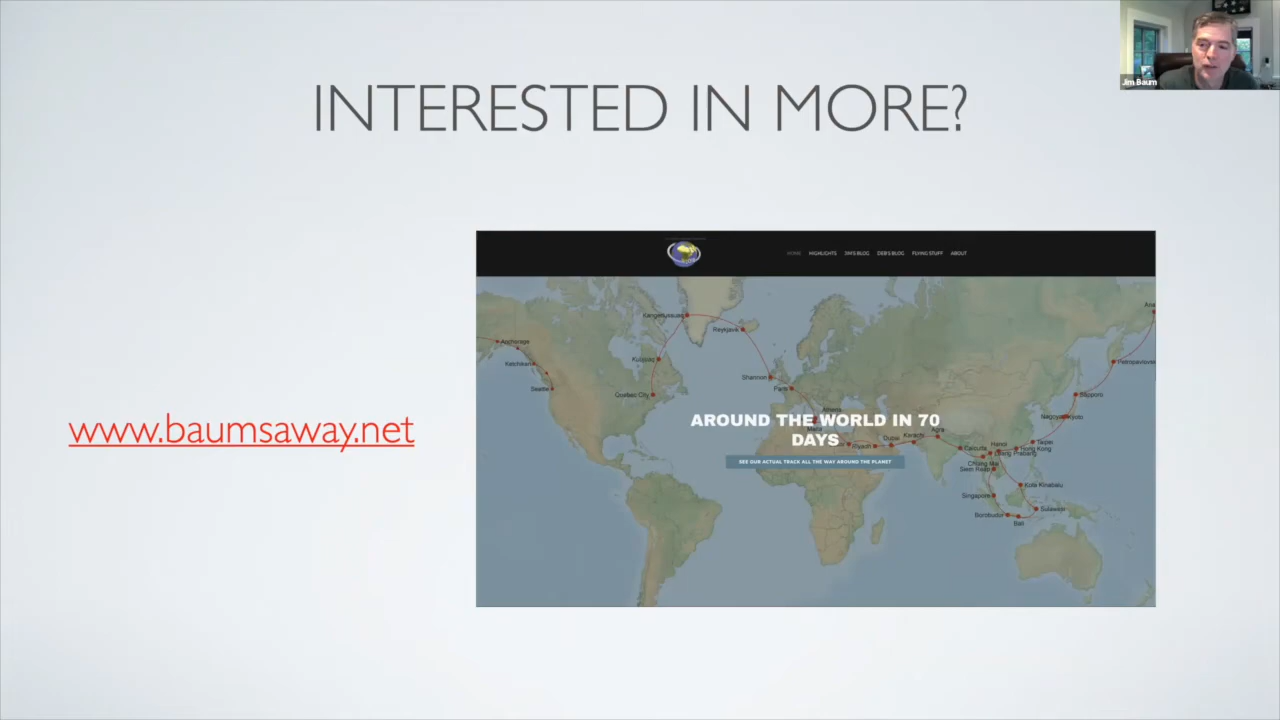 INTERESTED IN MORE?
Jim Baum
www.baumsaway.net
HOME HIGHLIGHTS JIM'S BLOG DEB'S BLOG FLYING STUFF ABOUT
Kangerlussuaq
Reykjavik
Anchorage
Ketchikan
Kuujjuaq
Seattle
Quebec City
Shannon
Paris
Petropavlovsk
Sapporo
AROUND THE WORLD IN 70
DAYS
Athens
Malta
Riyadh
Dubai
Karachi
Agra
Calcutta
Hanoi
Taipei
Hong Kong
Luang Prabang
Chiang Mai
Siem Reap
SEE OUR ACTUAL TRACK ALL THE WAY AROUND THE PLANET
Kota Kinabalu
Singapore
Sulawesi
Borobudur
Bali